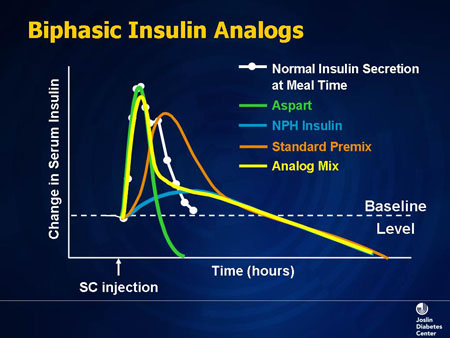 Biphasic Insulin Analogs
Normal Insulin Secretion
at Meal Time
Aspart
NPH Insulin
Standard Premix
Analog Mix
Change in Serum Insulin
Baseline
Level
Time (hours)
SC injection
Joslin
Diabetes
Center